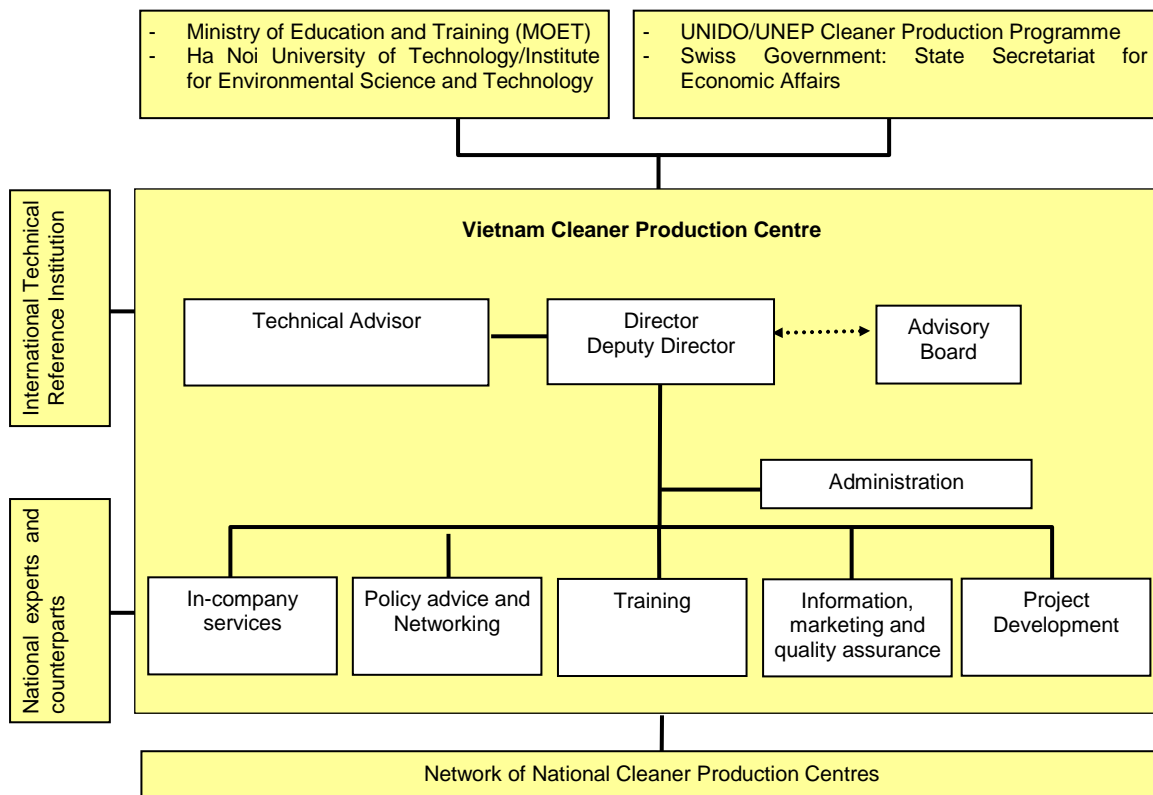 - Ministry of Education and Training (MOET)
- Ha Noi University of Technology/Institute
for Environmental Science and Technology
- UNIDO/UNEP Cleaner Production Programme
- Swiss Government: State Secretariat for
Economic Affairs
International Technical
Reference Institution
Vietnam Cleaner Production Centre
Technical Advisor
Director
Deputy Director
Advisory
Board
Administration
National experts and
counterparts
In-company
services
Policy advice and
Networking
Training
Information,
marketing and
quality assurance
Project
Development
Network of National Cleaner Production Centres